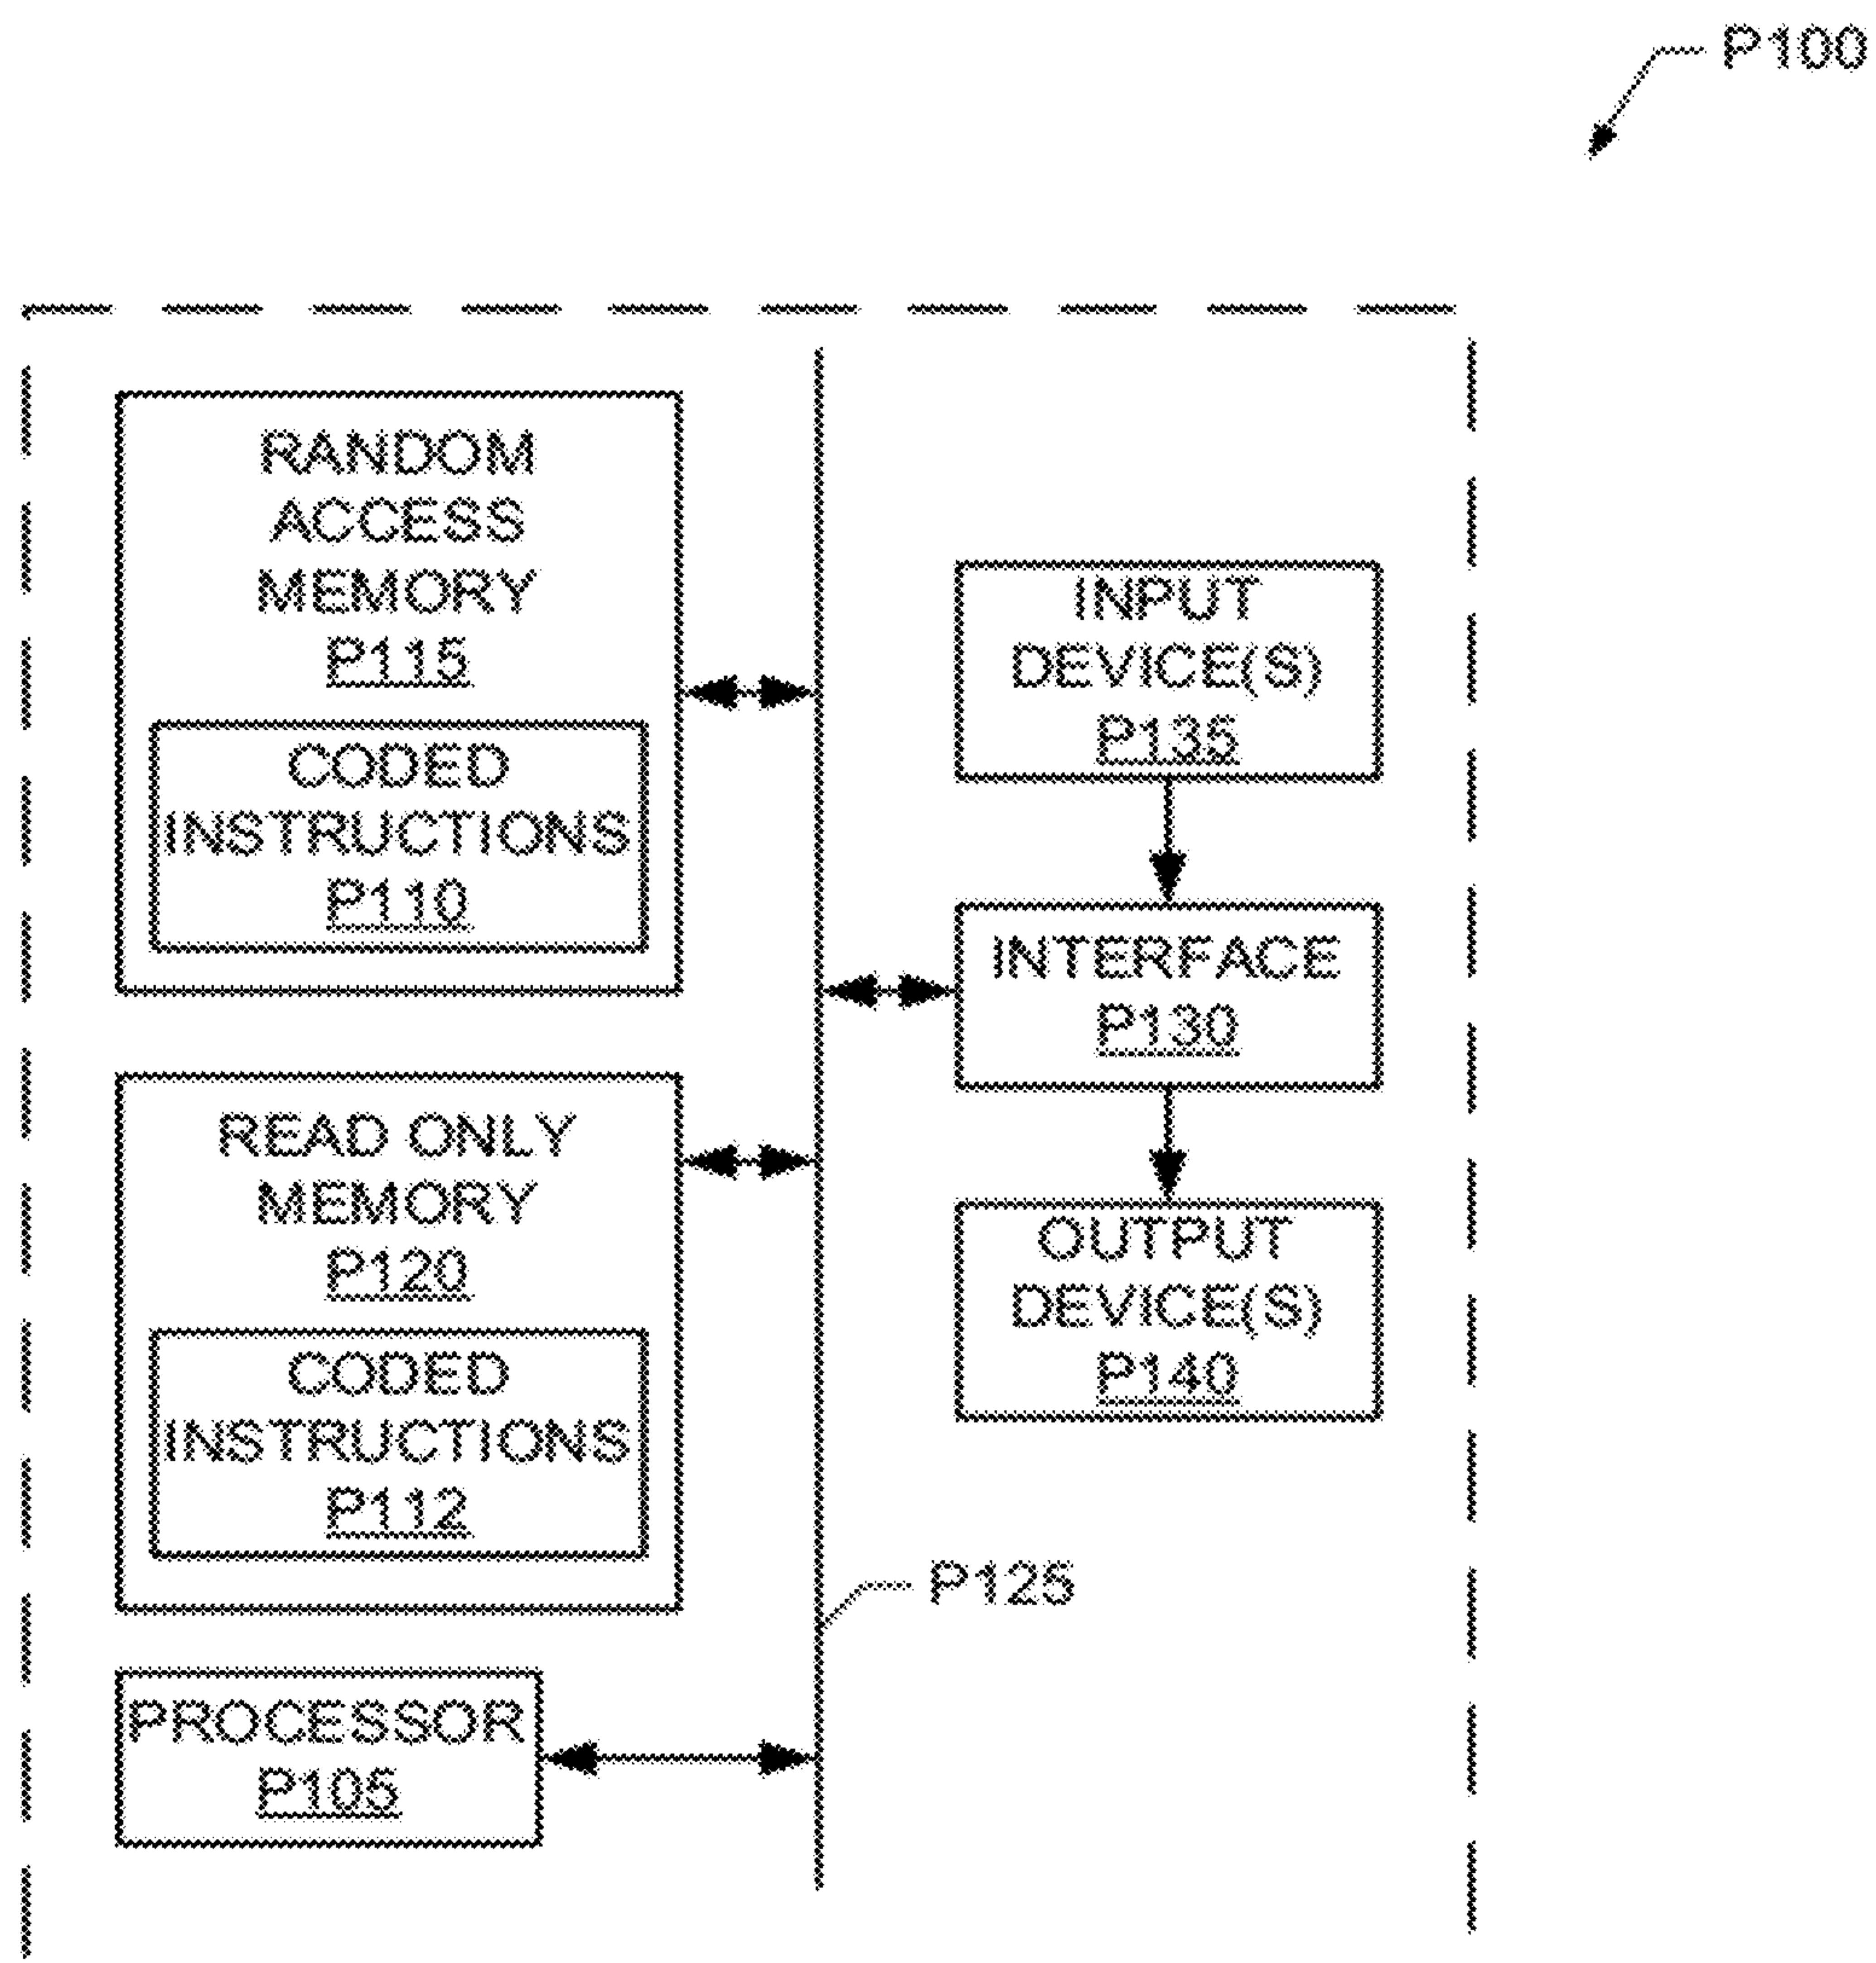 P100
RANDOM
ACCESS
MEMORY
P115
CODED
INSTRUCTIONS
P110
READ ONLY
MEMORY
P120
CODED
INSTRUCTIONS
P112
PROCESSOR
P105
INPUT
DEVICE(S)
P135
INTERFACE
P130
OUTPUT
DEVICE(S)
P140
P125